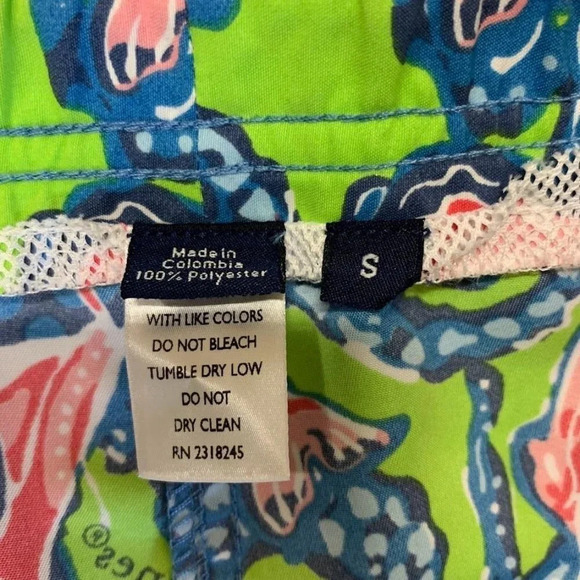 Made in
Colombia
100% Polyester
S
WITH LIKE COLORS
DO NOT BLEACH
TUMBLE DRY LOW
DO NOT
DRY CLEAN
RN 2318245